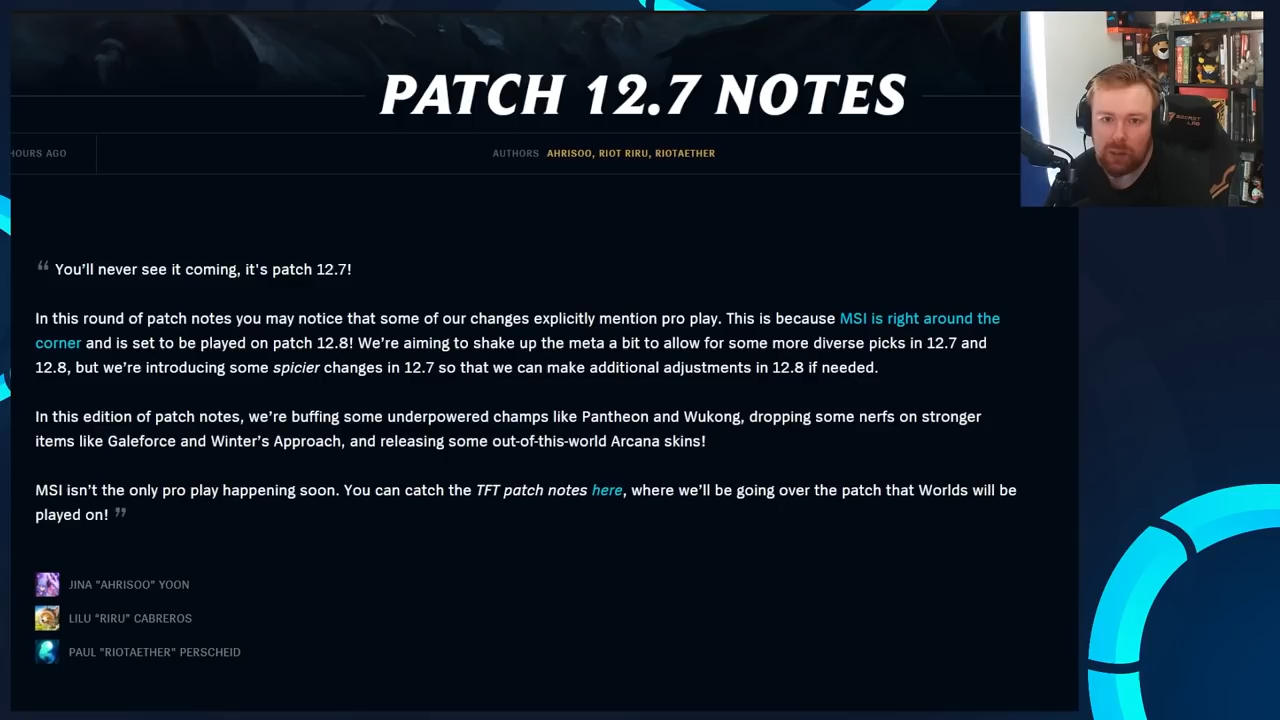 PATCH 12.7 NOTES
HOURS AGO
AUTHORS AHRISOO, RIOT RIRU, RIOTAETHER
“ You’ll never see it coming, it's patch 12.7!
In this round of patch notes you may notice that some of our changes explicitly mention pro play. This is because MSI is right around the
corner and is set to be played on patch 12.8! We’re aiming to shake up the meta a bit to allow for some more diverse picks in 12.7 and
12.8, but we’re introducing some spicier changes in 12.7 so that we can make additional adjustments in 12.8 if needed.
In this edition of patch notes, we’re buffing some underpowered champs like Pantheon and Wukong, dropping some nerfs on stronger
items like Galeforce and Winter’s Approach, and releasing some out-of-this-world Arcana skins!
MSI isn’t the only pro play happening soon. You can catch the TFT patch notes here, where we’ll be going over the patch that Worlds will be
played on! ”
JINA "AHRISOO" YOON
LILU “RIRU” CABREROS
PAUL "RIOTAETHER" PERSCHEID
SECRET
LAB